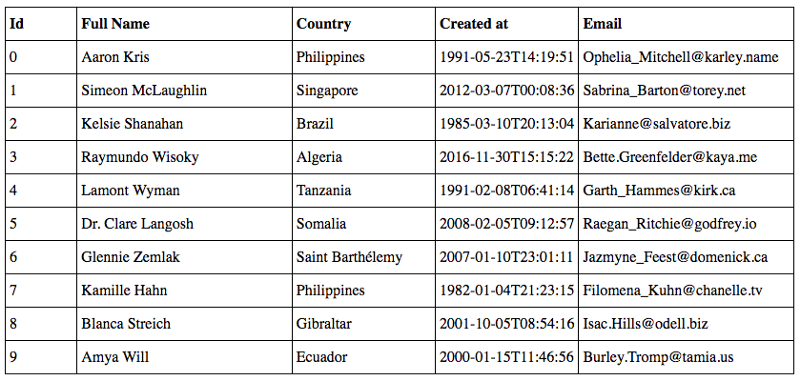 Id Full Name Country Created at Email
0 Aaron Kris Philippines 1991-05-23T14:19:51 Ophelia_Mitchell@karley.name
1 Simeon McLaughlin Singapore 2012-03-07T00:08:36 Sabrina_Barton@torey.net
2 Kelsie Shanahan Brazil 1985-03-10T20:13:04 Karianne@salvatore.biz
3 Raymundo Wisoky Algeria 2016-11-30T15:15:22 Bette.Greenfelder@kaya.me
4 Lamont Wyman Tanzania 1991-02-08T06:41:14 Garth_Hammes@kirk.ca
5 Dr. Clare Langosh Somalia 2008-02-05T09:12:57 Raegan_Ritchie@godfrey.io
6 Glennie Zemlak Saint Barthélemy 2007-01-10T23:01:11 Jazmyne_Feest@domenick.ca
7 Kamille Hahn Philippines 1982-01-04T21:23:15 Filomena_Kuhn@chanelle.tv
8 Blanca Streich Gibraltar 2001-10-05T08:54:16 Isac.Hills@odell.biz
9 Amya Will Ecuador 2000-01-15T11:46:56 Burley.Tromp@tamia.us